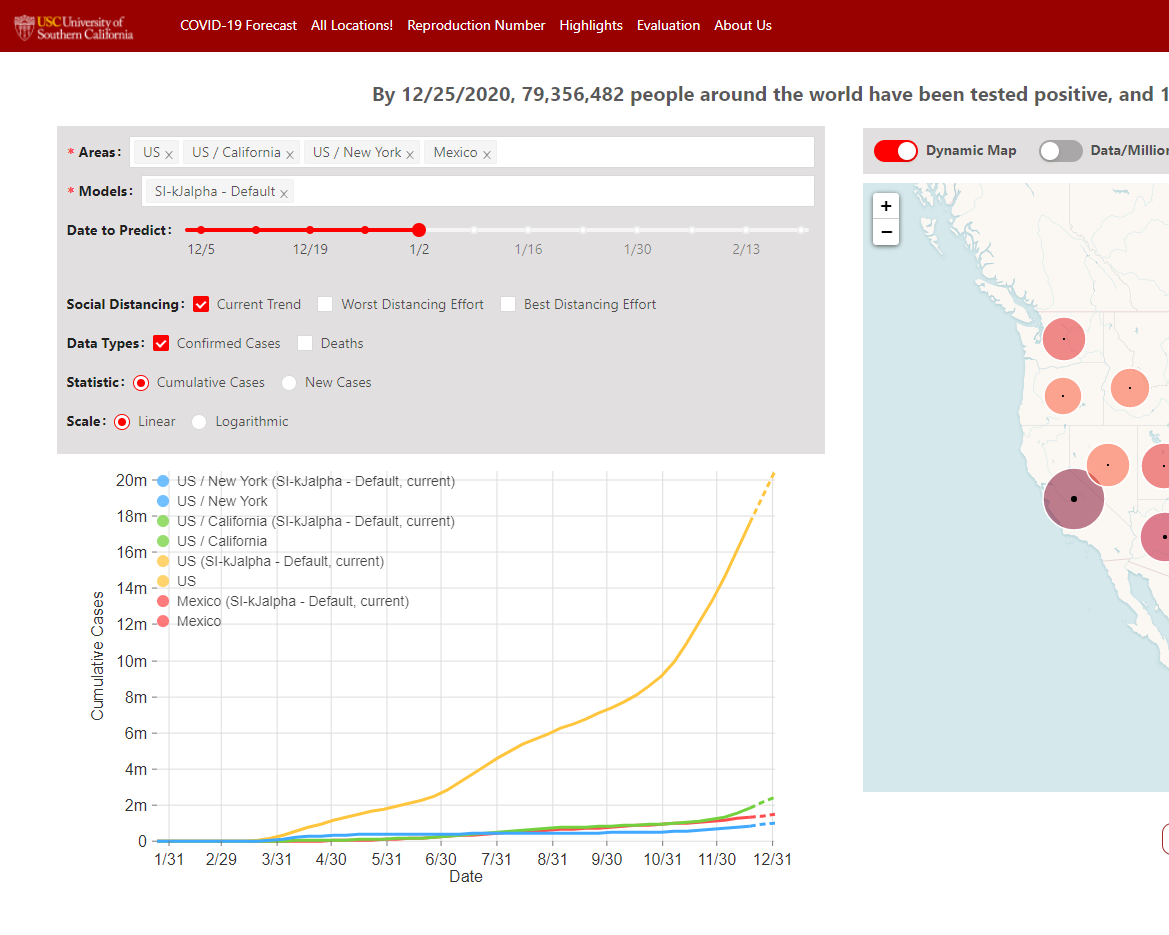 USC University of Southern California
COVID-19 Forecast All Locations! Reproduction Number Highlights Evaluation About Us
By 12/25/2020, 79,356,482 people around the world have been tested positive, and 1
* Areas: US x US / California x US / New York x Mexico x
* Models: SI-kJalpha - Default x
Date to Predict:
12/5 12/19 1/2 1/16 1/30 2/13
Social Distancing: Current Trend Worst Distancing Effort Best Distancing Effort
Data Types: Confirmed Cases Deaths
Statistic: Cumulative Cases New Cases
Scale: Linear Logarithmic
Dynamic Map Data/Million
+
−
US / New York (SI-kJalpha - Default, current)
US / New York
US / California (SI-kJalpha - Default, current)
US / California
US (SI-kJalpha - Default, current)
US
Mexico (SI-kJalpha - Default, current)
Mexico
Cumulative Cases
20m
18m
16m
14m
12m
10m
8m
6m
4m
2m
0
1/31 2/29 3/31 4/30 5/31 6/30 7/31 8/31 9/30 10/31 11/30 12/31
Date